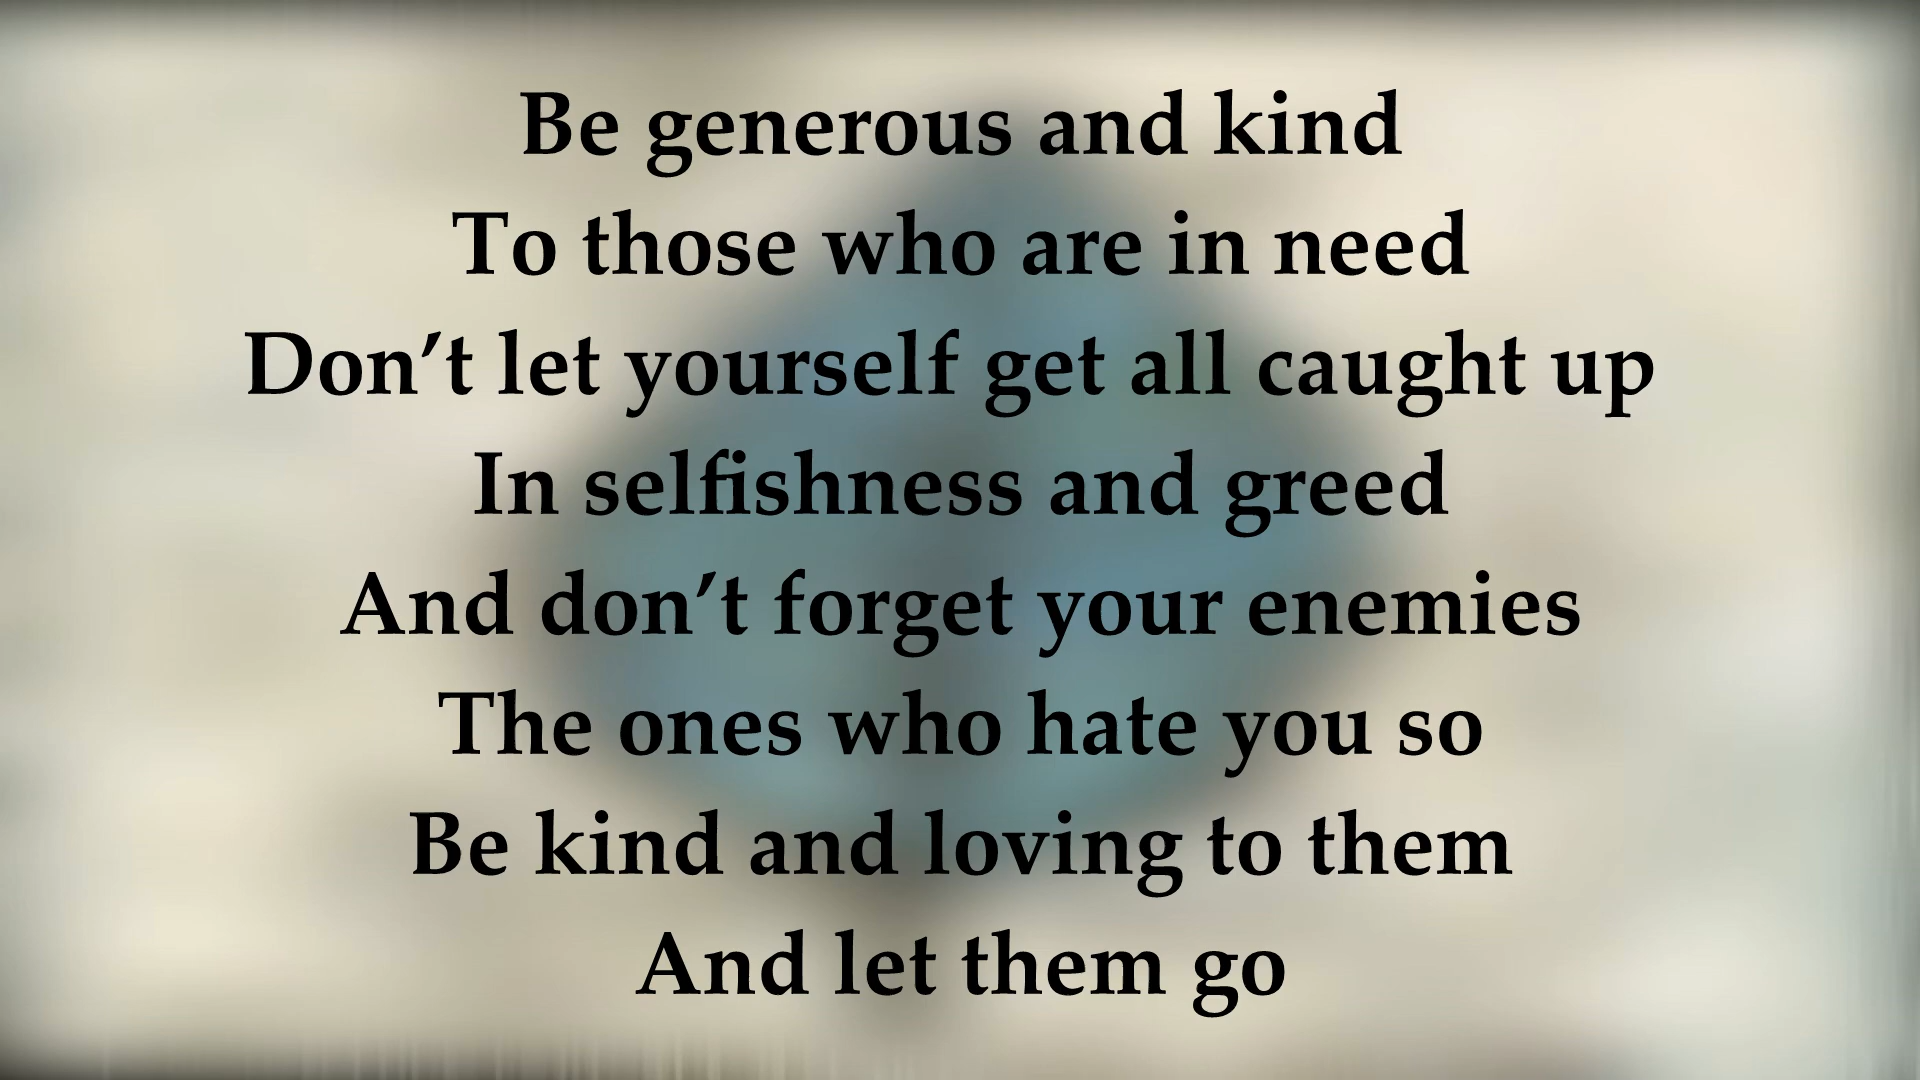 Be generous and kind
To those who are in need
Don’t let yourself get all caught up
In selfishness and greed
And don’t forget your enemies
The ones who hate you so
Be kind and loving to them
And let them go